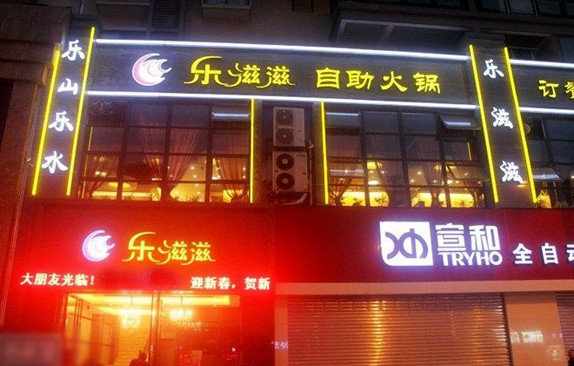 乐滋滋 自助火锅
乐山乐水
乐滋滋
订餐
乐滋滋
大朋友光临！
迎新春，贺新
宣和
TRYHO
全自动